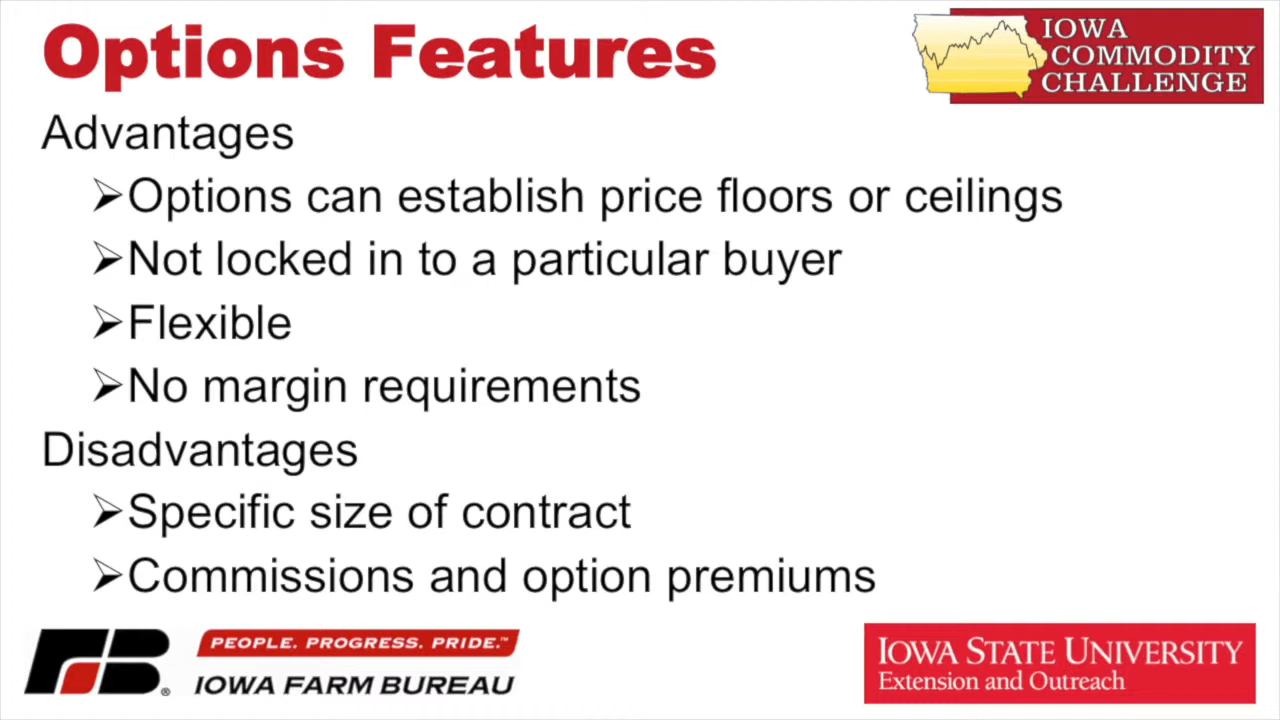 Options Features
IOWA
COMMODITY
CHALLENGE
Advantages
➢Options can establish price floors or ceilings
➢Not locked in to a particular buyer
➢Flexible
➢No margin requirements
Disadvantages
➢Specific size of contract
➢Commissions and option premiums
FB®
PEOPLE. PROGRESS. PRIDE.™
IOWA FARM BUREAU
IOWA STATE UNIVERSITY
Extension and Outreach